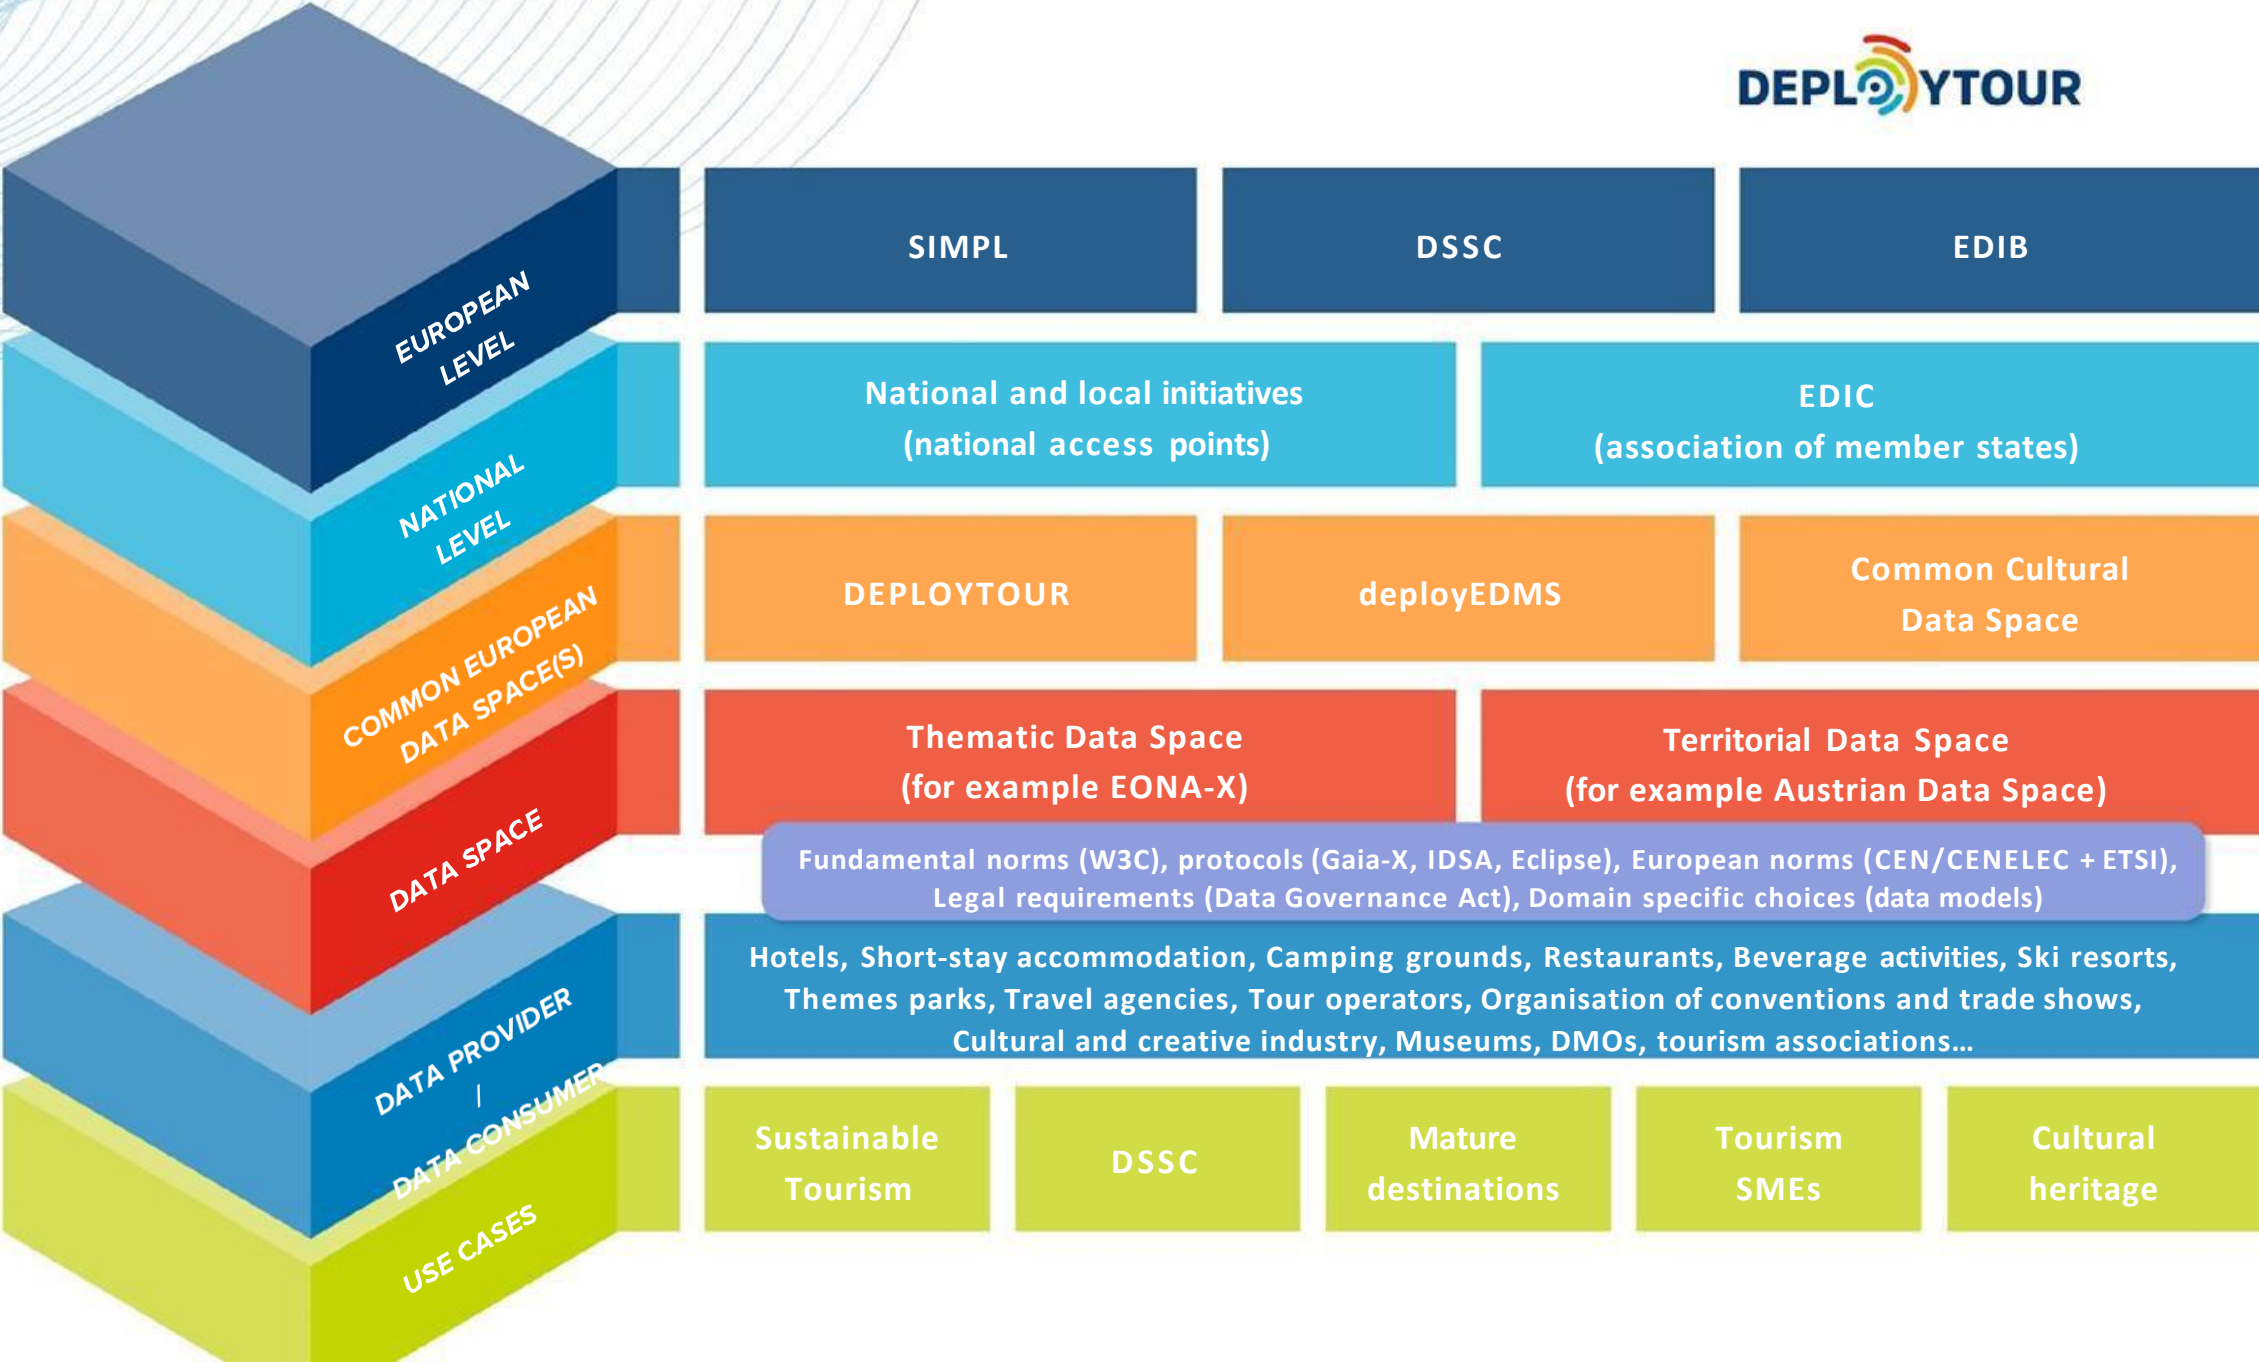 DEPLOYTOUR
EUROPEAN
LEVEL
SIMPL
DSSC
EDIB
NATIONAL
LEVEL
National and local initiatives
(national access points)
EDIC
(association of member states)
COMMON EUROPEAN
DATA SPACE(S)
DEPLOYTOUR
deployEDMS
Common Cultural
Data Space
DATA SPACE
Thematic Data Space
(for example EONA-X)
Territorial Data Space
(for example Austrian Data Space)
Fundamental norms (W3C), protocols (Gaia-X, IDSA, Eclipse), European norms (CEN/CENELEC + ETSI),
Legal requirements (Data Governance Act), Domain specific choices (data models)
DATA PROVIDER
/
DATA CONSUMER
Hotels, Short-stay accommodation, Camping grounds, Restaurants, Beverage activities, Ski resorts,
Themes parks, Travel agencies, Tour operators, Organisation of conventions and trade shows,
Cultural and creative industry, Museums, DMOs, tourism associations...
USE CASES
Sustainable
Tourism
DSSC
Mature
destinations
Tourism
SMEs
Cultural
heritage